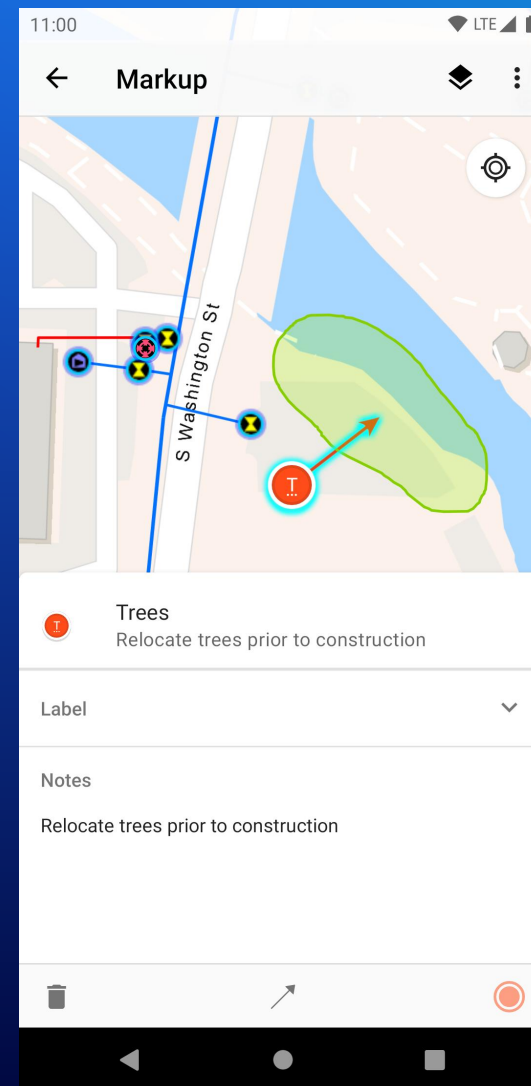 11:00
LTE
Markup
S Washington St
T
Trees
Relocate trees prior to construction
T
Label
Notes
Relocate trees prior to construction